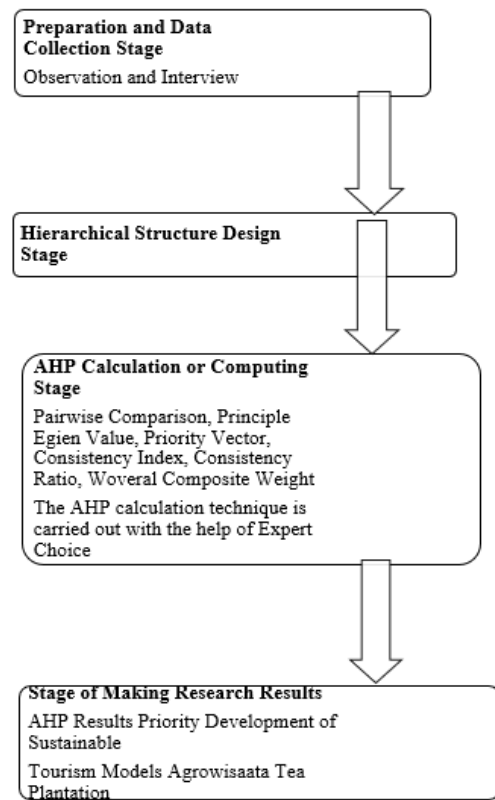 Preparation and Data
Collection Stage
Observation and Interview
Hierarchical Structure Design
Stage
AHP Calculation or Computing
Stage
Pairwise Comparison, Principle
Egien Value, Priority Vector,
Consistency Index, Consistency
Ratio, Woveral Composite Weight
The AHP calculation technique is
carried out with the help of Expert
Choice
Stage of Making Research Results
AHP Results Priority Development of
Sustainable
Tourism Models Agrowisaata Tea
Plantation